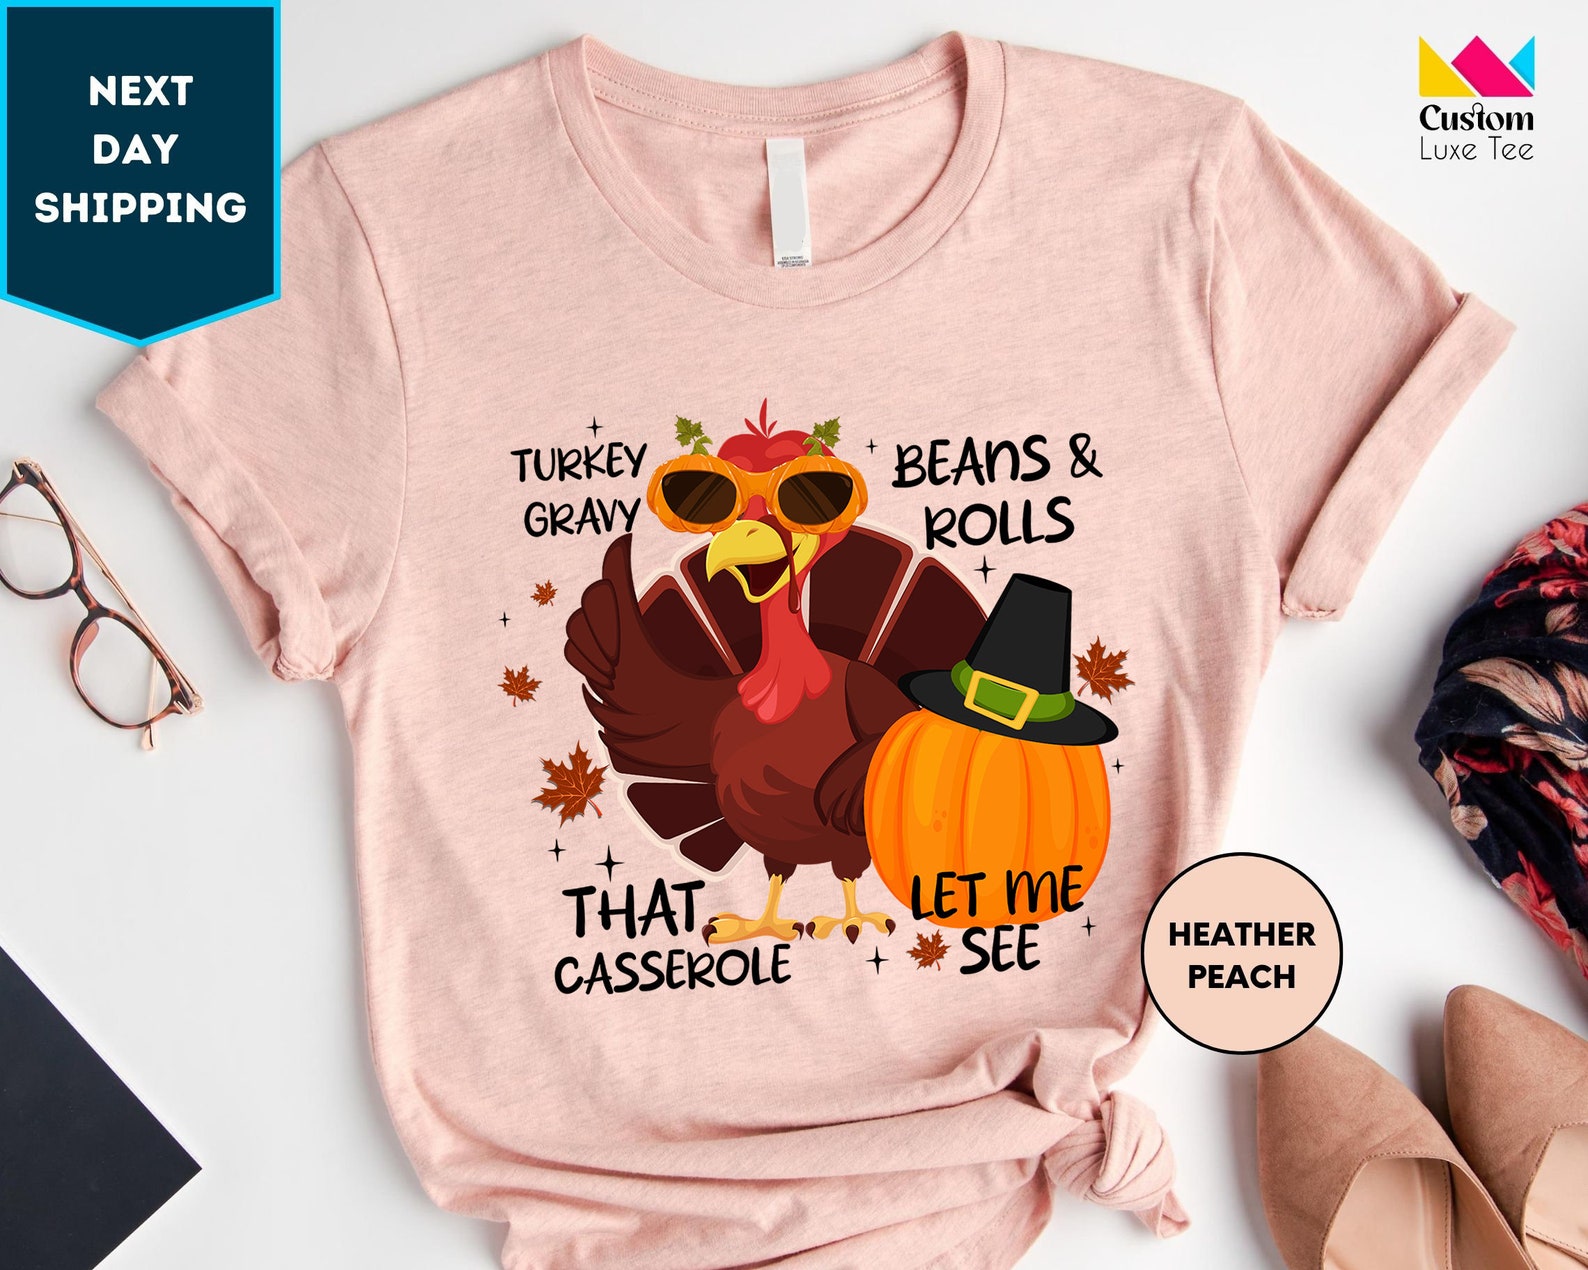 NEXT
DAY
SHIPPING
Custom
Luxe Tee
TURKEY
GRAVY
BEANS &
ROLLS
THAT
CASSEROLE
LET ME
SEE
HEATHER
PEACH